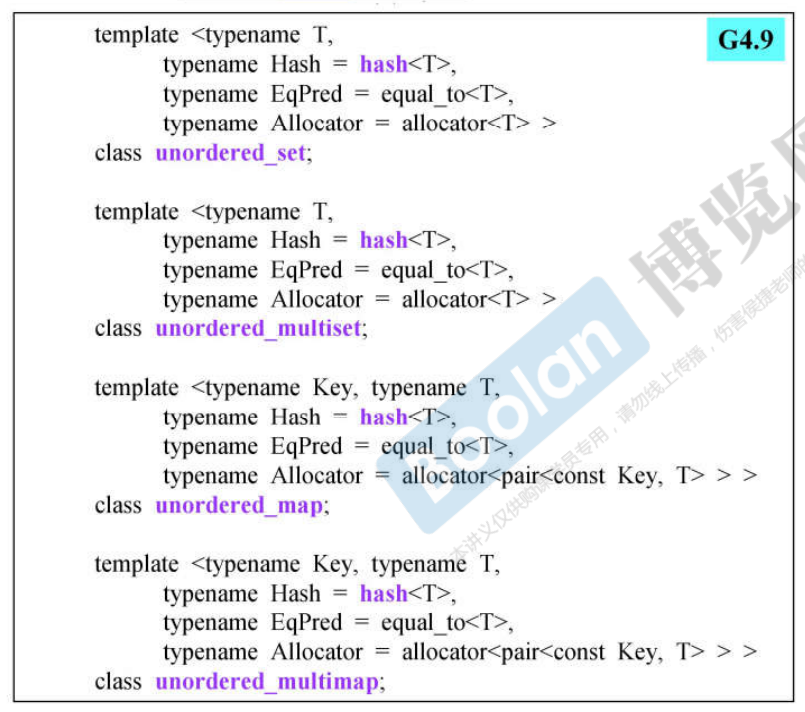 G4.9
template <typename T,
typename Hash = hash<T>,
typename EqPred = equal_to<T>,
typename Allocator = allocator<T> >
class unordered_set;
template <typename T,
typename Hash = hash<T>,
typename EqPred = equal_to<T>,
typename Allocator = allocator<T> >
class unordered_multiset;
template <typename Key, typename T,
typename Hash = hash<T>,
typename EqPred = equal_to<T>,
typename Allocator = allocator<pair<const Key, T> > >
class unordered_map;
template <typename Key, typename T,
typename Hash = hash<T>,
typename EqPred = equal_to<T>,
typename Allocator = allocator<pair<const Key, T> > >
class unordered_multimap;
Boolan 博览网
本讲义仅供购课学员专用,请勿线上传播,伤害侯捷老师的